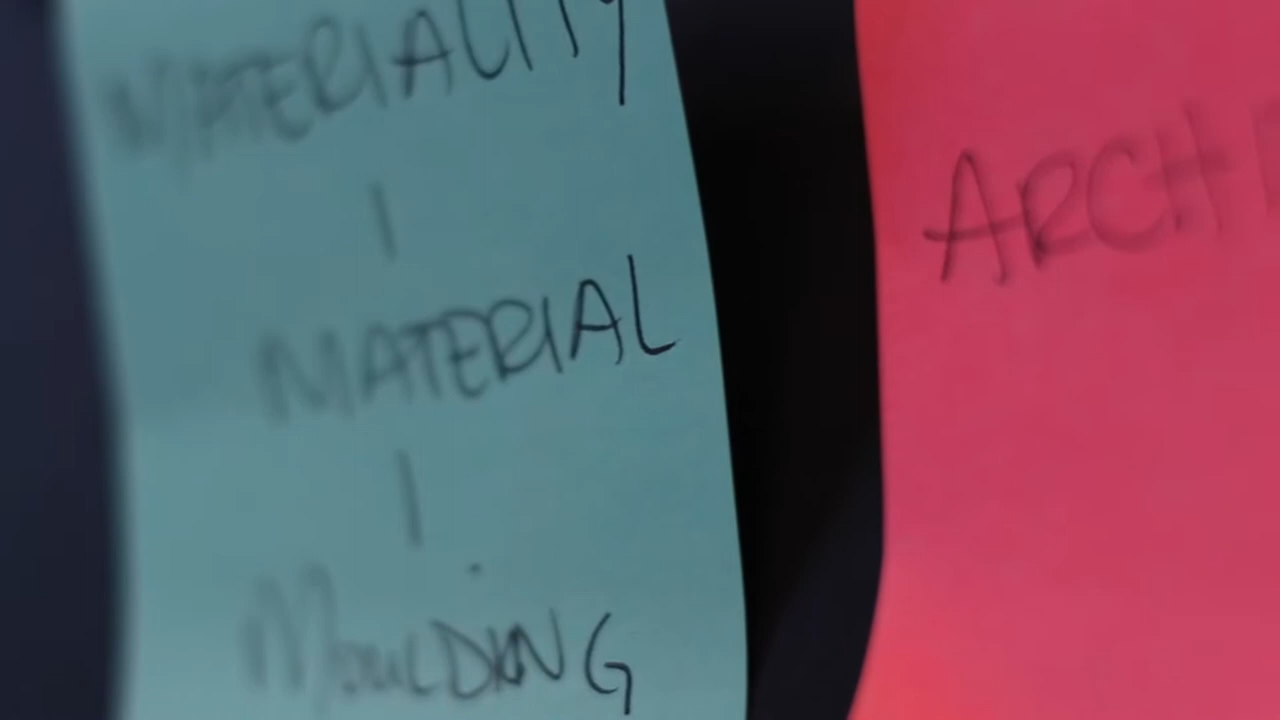 MATERIALITY
|
MATERIAL
|
MOULDING
ARCH